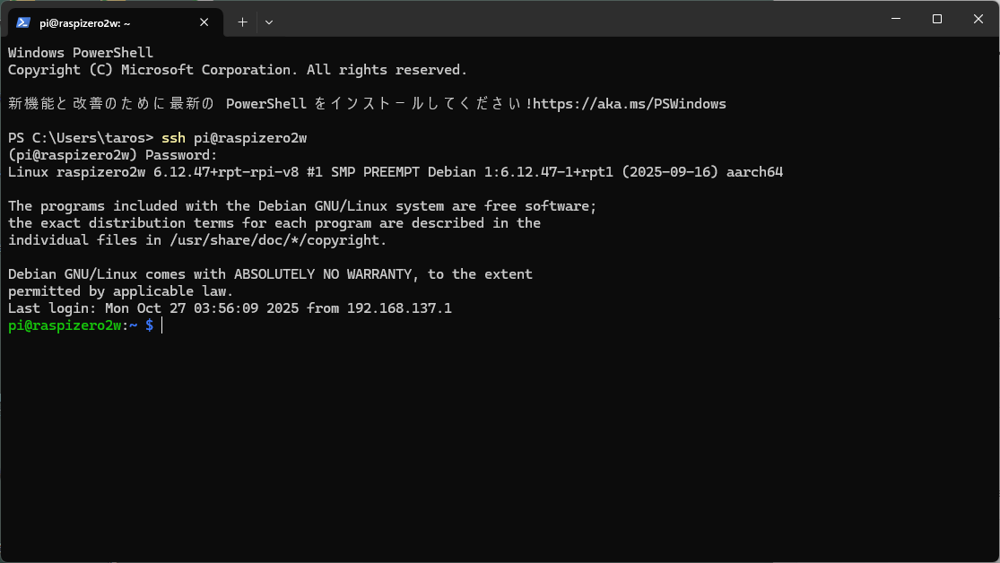 pi@raspizero2w: ~
Windows PowerShell
Copyright (C) Microsoft Corporation. All rights reserved.
新機能と改善のために最新の PowerShell をインストールしてください!https://aka.ms/PSWindows
PS C:\Users\taros> ssh pi@raspizero2w
(pi@raspizero2w) Password:
Linux raspizero2w 6.12.47+rpt-rpi-v8 #1 SMP PREEMPT Debian 1:6.12.47-1+rpt1 (2025-09-16) aarch64
The programs included with the Debian GNU/Linux system are free software;
the exact distribution terms for each program are described in the
individual files in /usr/share/doc/*/copyright.
Debian GNU/Linux comes with ABSOLUTELY NO WARRANTY, to the extent
permitted by applicable law.
Last login: Mon Oct 27 03:56:09 2025 from 192.168.137.1
pi@raspizero2w:~ $